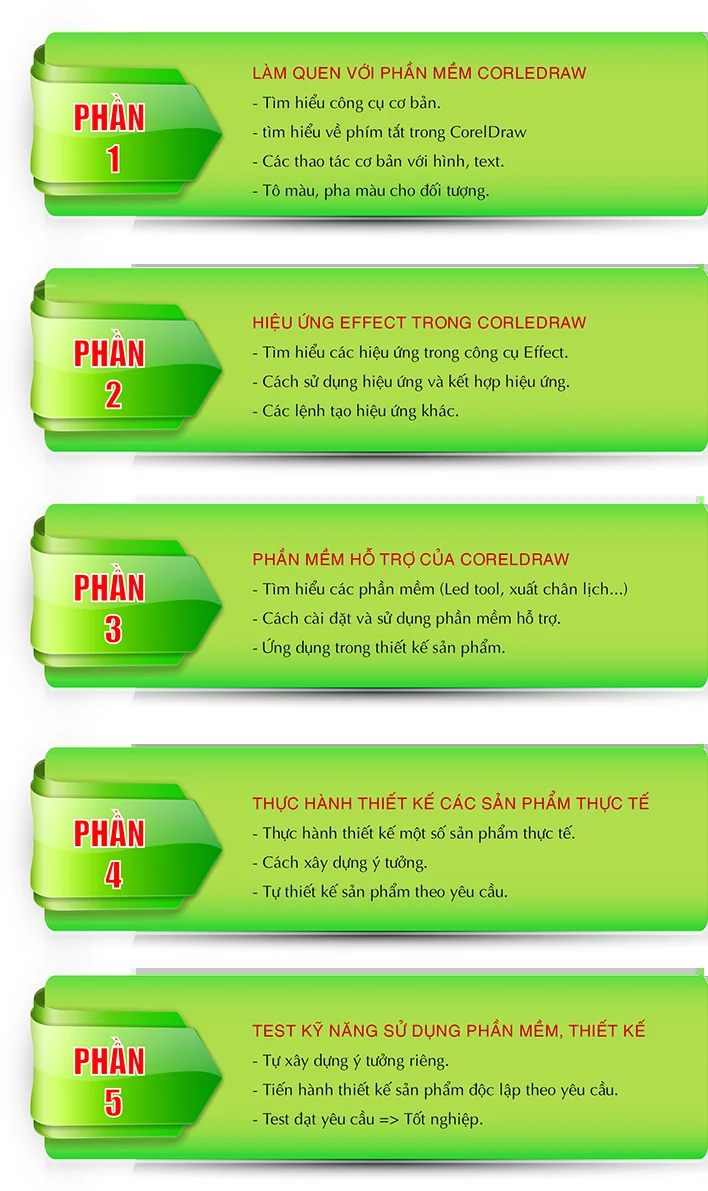 PHẦN
1
LÀM QUEN VỚI PHẦN MỀM CORLEDRAW
- Tìm hiểu công cụ cơ bản.
- tìm hiểu về phím tắt trong CorelDraw
- Các thao tác cơ bản với hình, text.
- Tô màu, pha màu cho đối tượng.
PHẦN
2
HIỆU ỨNG EFFECT TRONG CORLEDRAW
- Tìm hiểu các hiệu ứng trong công cụ Effect.
- Cách sử dụng hiệu ứng và kết hợp hiệu ứng.
- Các lệnh tạo hiệu ứng khác.
PHẦN
3
PHẦN MỀM HỖ TRỢ CỦA CORELDRAW
- Tìm hiểu các phần mềm (Led tool, xuất chân lịch...)
- Cách cài đặt và sử dụng phần mềm hỗ trợ.
- Ứng dụng trong thiết kế sản phẩm.
PHẦN
4
THỰC HÀNH THIẾT KẾ CÁC SẢN PHẨM THỰC TẾ
- Thực hành thiết kế một số sản phẩm thực tế.
- Cách xây dựng ý tưởng.
- Tự thiết kế sản phẩm theo yêu cầu.
PHẦN
5
TEST KỸ NĂNG SỬ DỤNG PHẦN MỀM, THIẾT KẾ
- Tự xây dựng ý tưởng riêng.
- Tiến hành thiết kế sản phẩm độc lập theo yêu cầu.
- Test đạt yêu cầu => Tốt nghiệp.